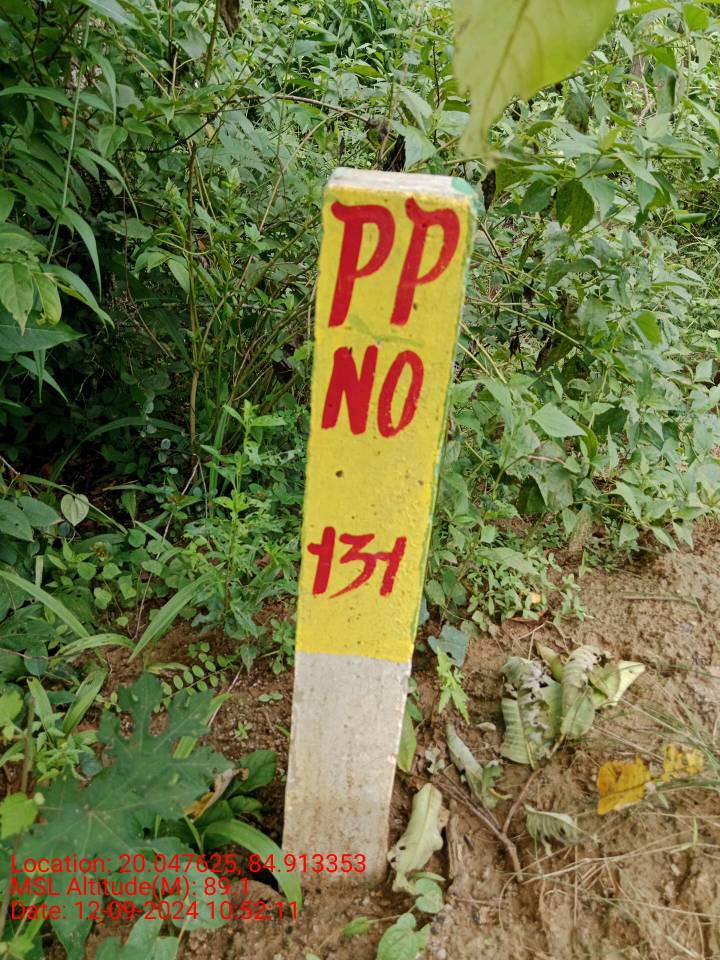 PP
NO
131
Location: 20.047625, 84.913353
MSL Altitude(M): 89.1
Date: 12-09-2024 10:52:11